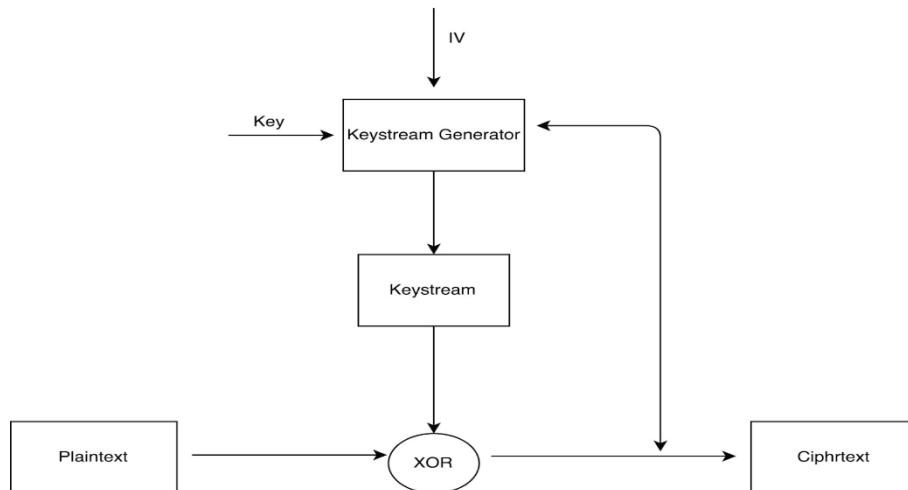 IV
Key
Keystream Generator
Keystream
Plaintext
XOR
Ciphrtext